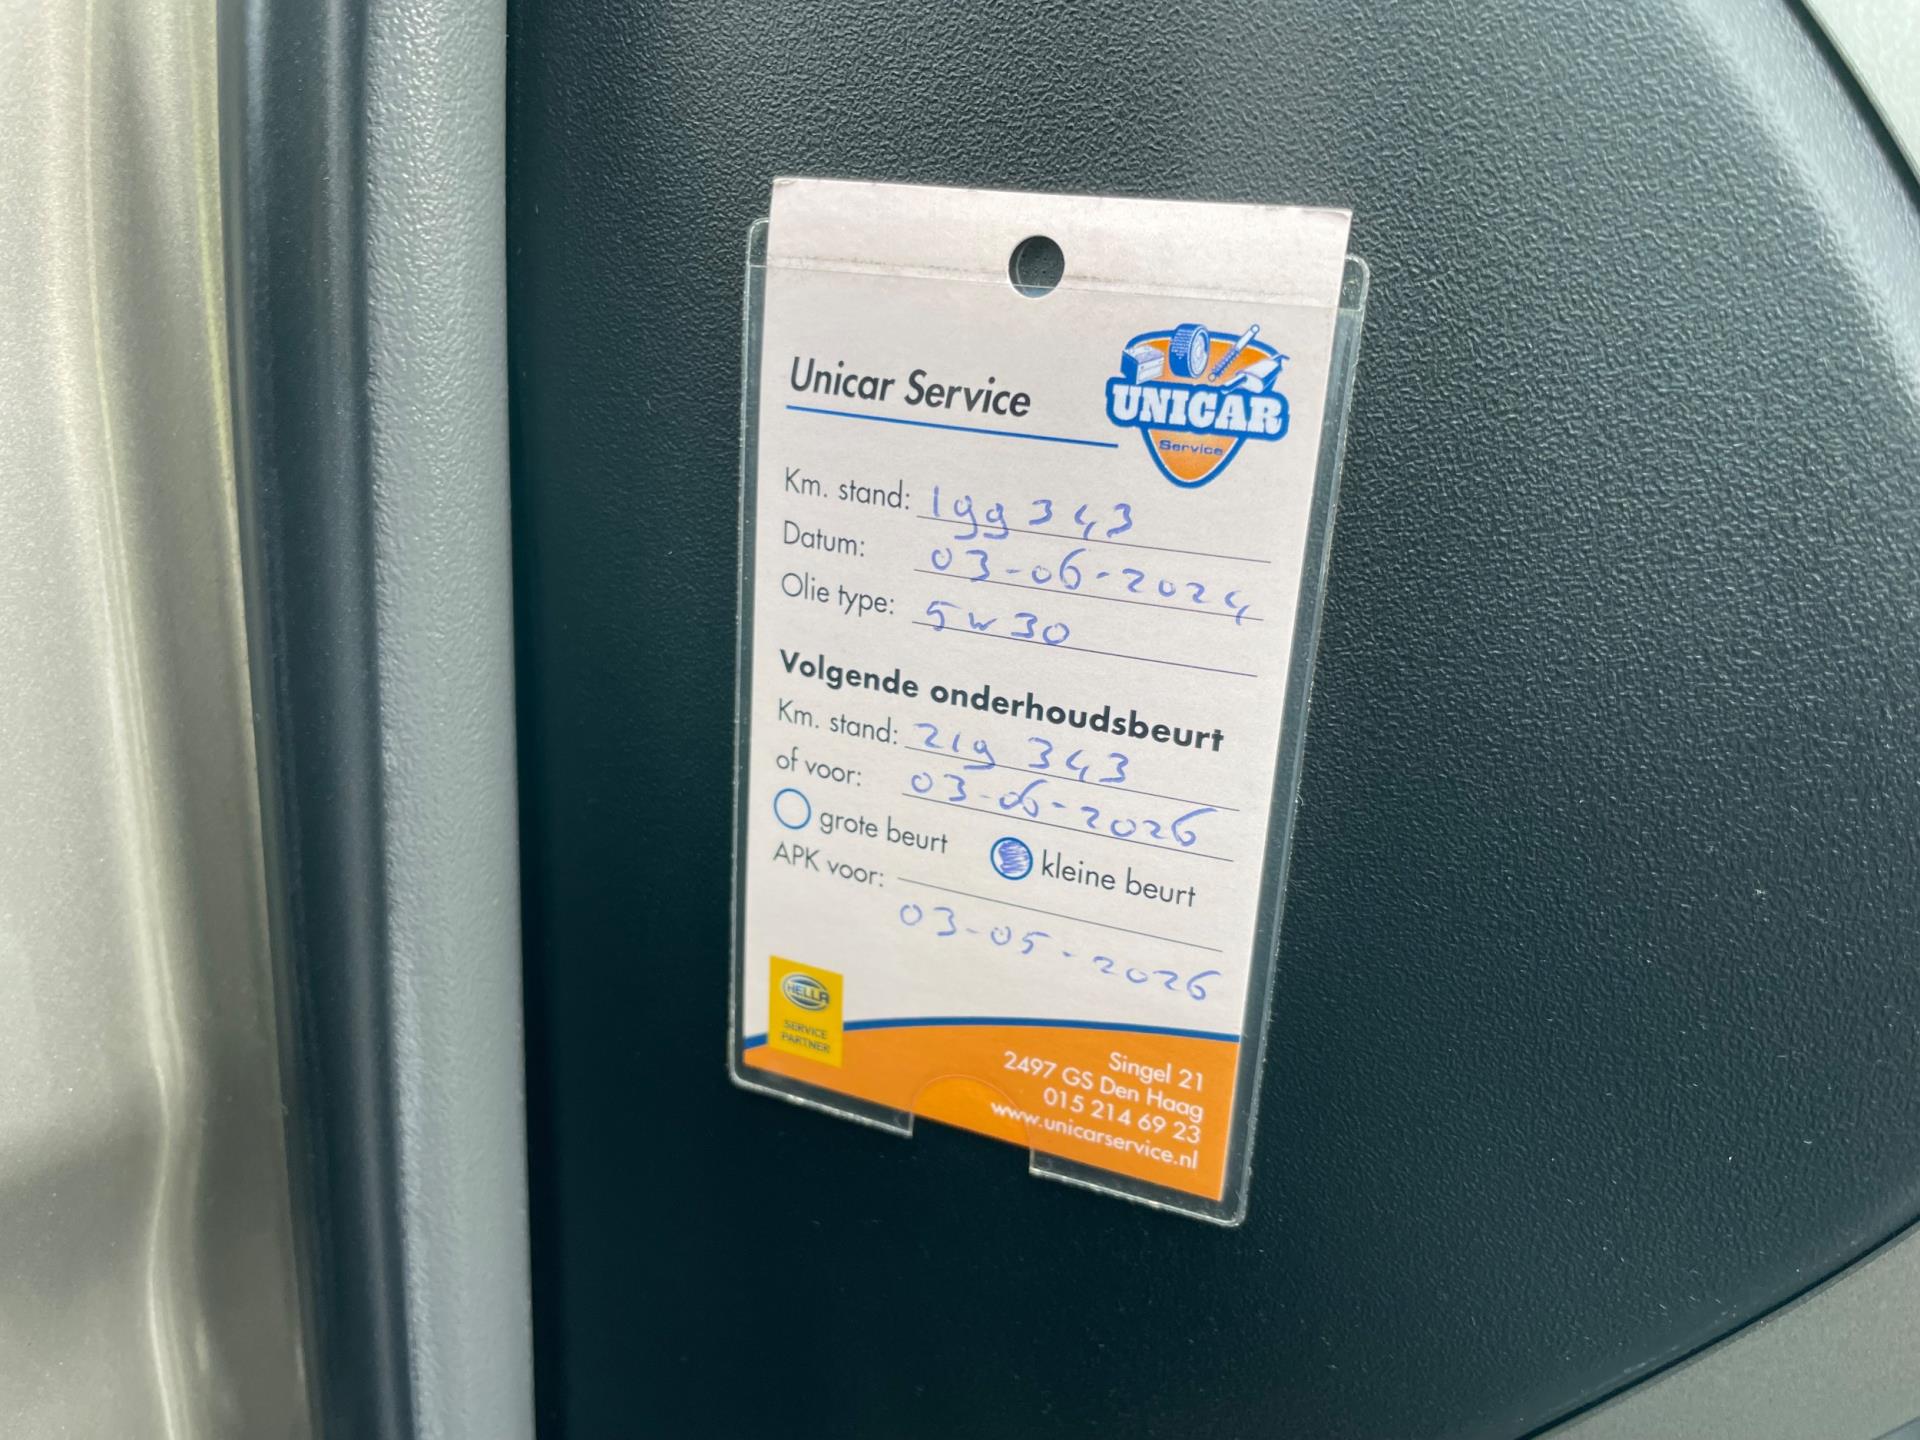 Unicar Service
UNICAR
Service
Km. stand: 199 343
Datum: 03-06-2024
Olie type: 5w30
Volgende onderhoudsbeurt
Km. stand: 219 343
of voor: 03-06-2026
grote beurt kleine beurt
APK voor:
03-05-2026
HELLA
SERVICE
PARTNER
Singel 21
2497 GS Den Haag
015 214 69 23
www.unicarservice.nl